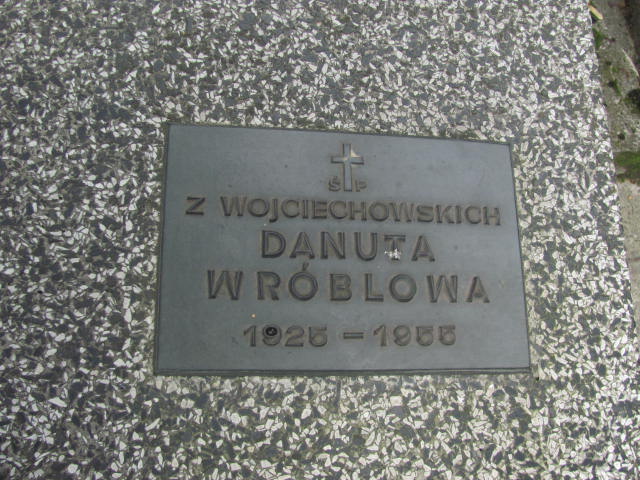 ŚP
Z WOJCIECHOWSKICH
DANUTA
WRÓBLOWA
1925 – 1955